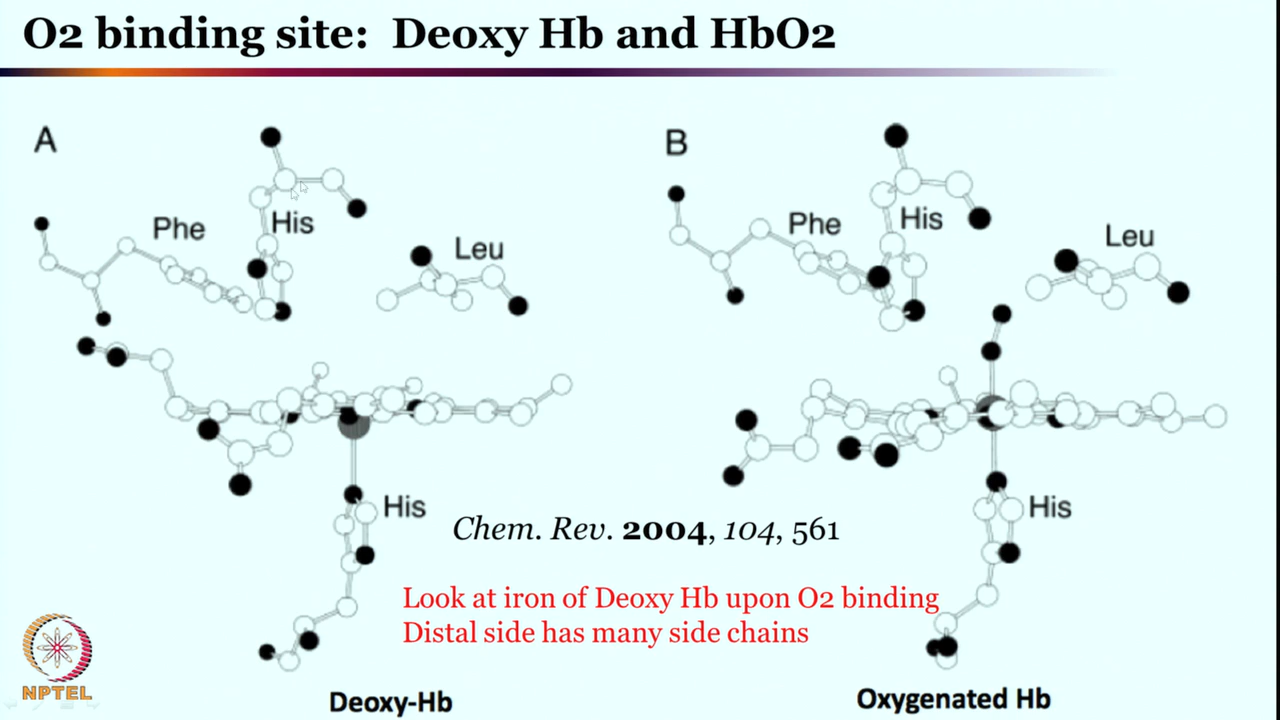 O2 binding site: Deoxy Hb and HbO2
A
Phe
His
Leu
His
B
Phe
His
Leu
His
Chem. Rev. 2004, 104, 561
Look at iron of Deoxy Hb upon O2 binding
Distal side has many side chains
NPTEL
Deoxy-Hb
Oxygenated Hb